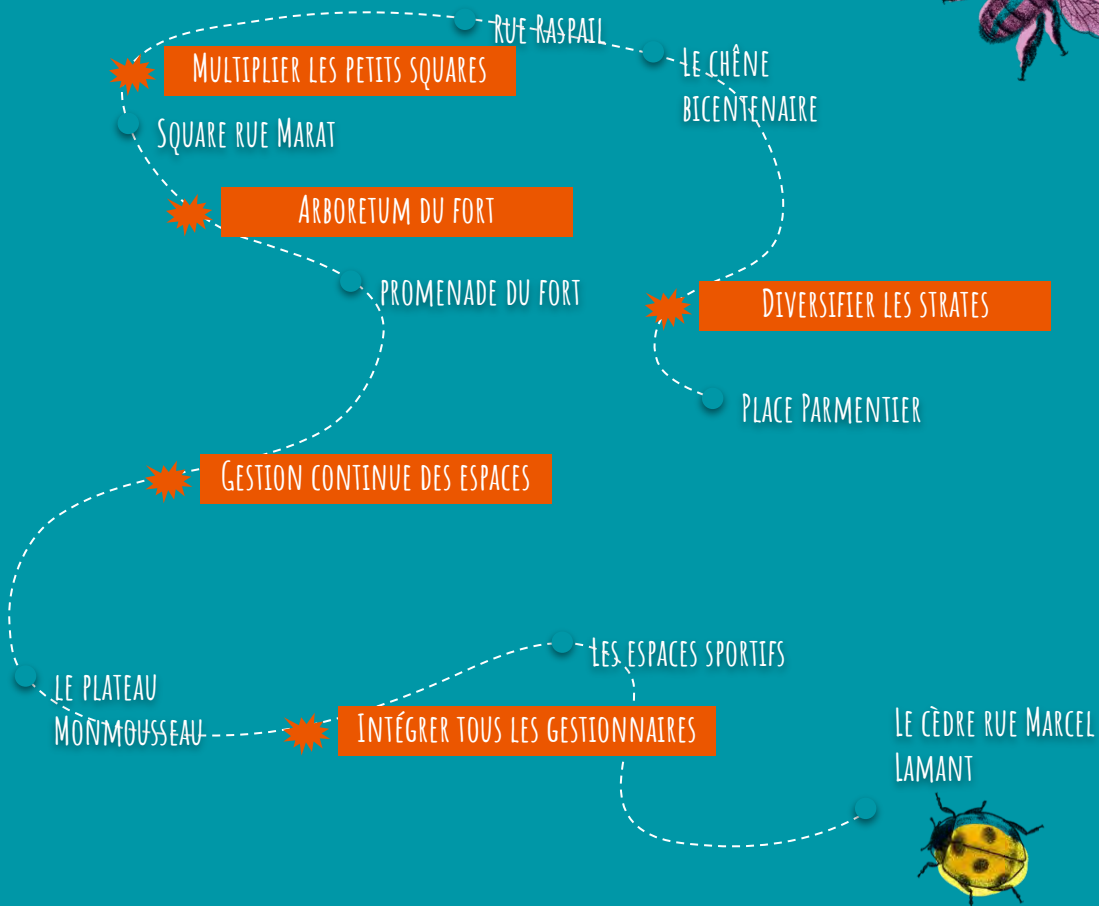 Rue Raspail
Le chêne
bicentenaire
Multiplier les petits squares
Square rue Marat
Arboretum du fort
promenade du fort
Diversifier les strates
Place Parmentier
Gestion continue des espaces
Les espaces sportifs
le plateau
Monmousseau
Intégrer tous les gestionnaires
Le cèdre rue Marcel
Lamant